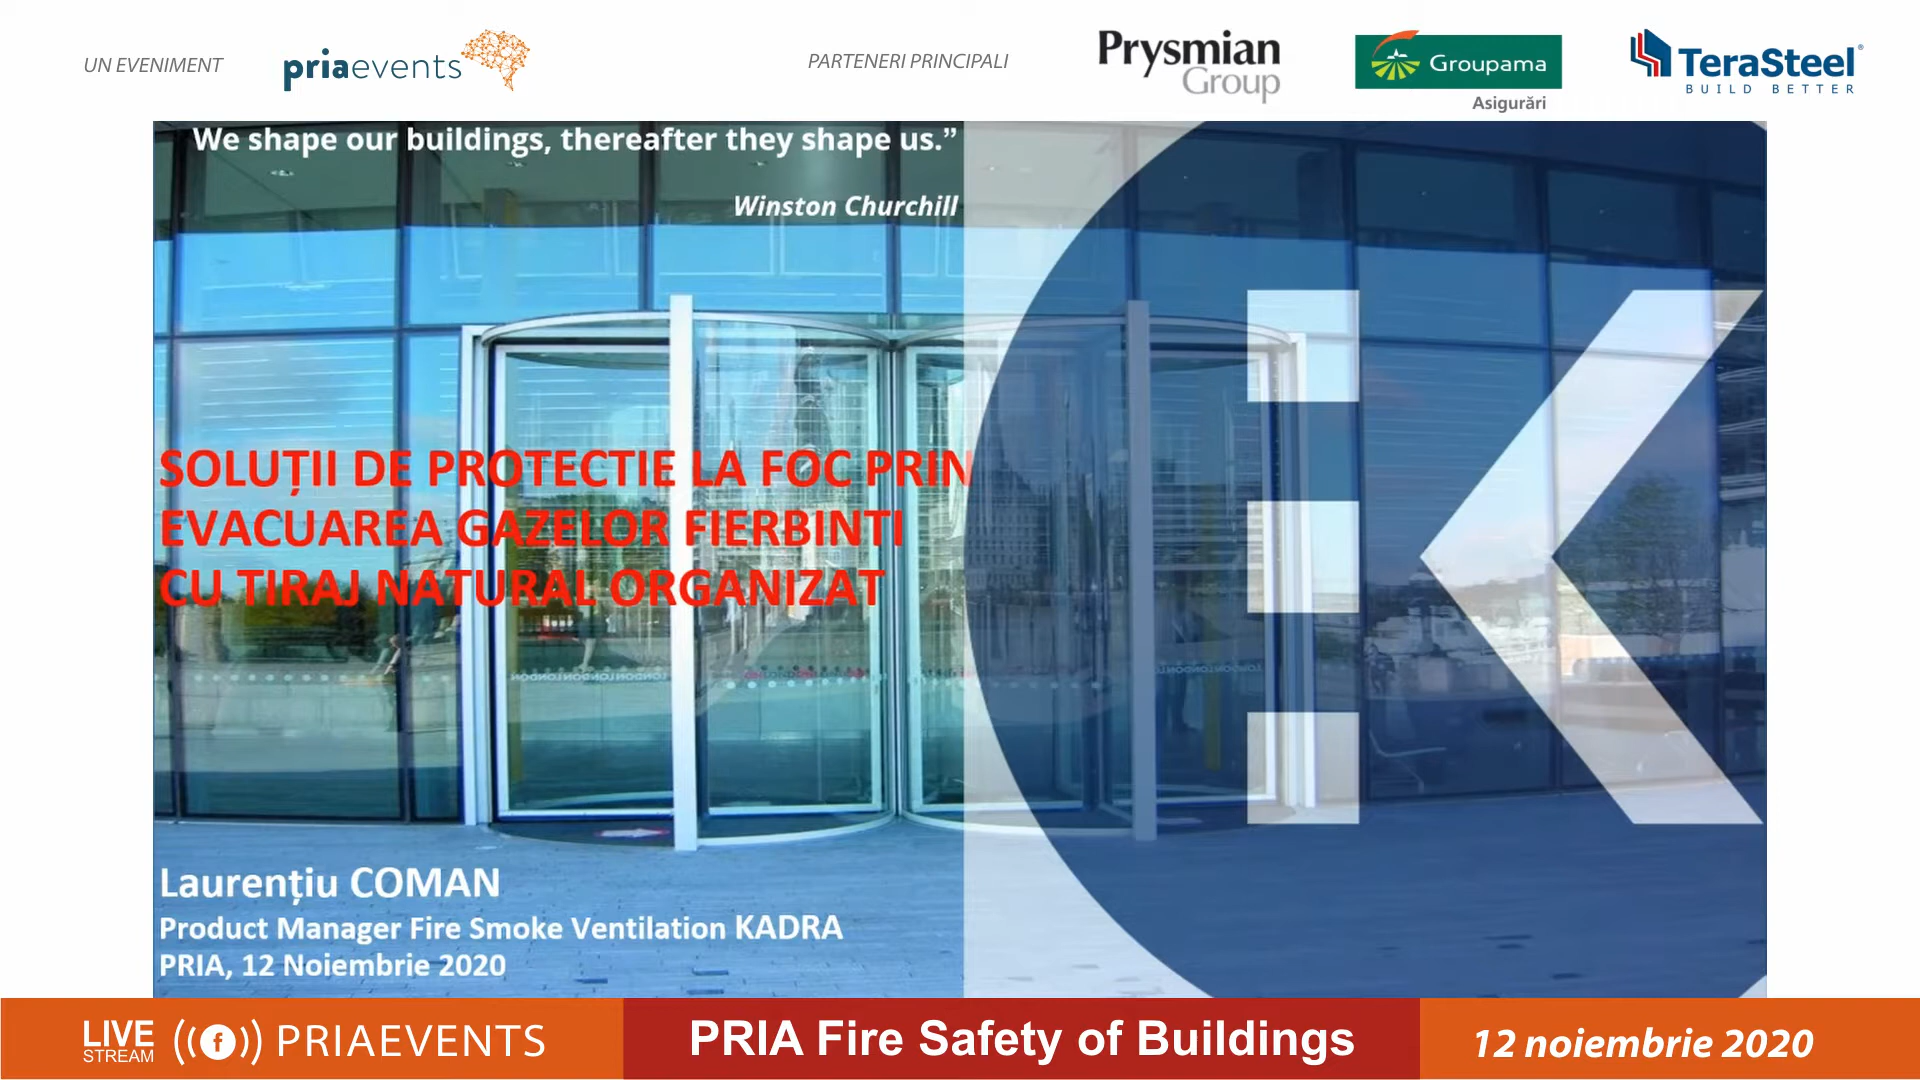 UN EVENIMENT
priaevents
PARTENERI PRINCIPALI
Prysmian
Group
Groupama
Asigurări
TeraSteel®
BUILD BETTER
We shape our buildings, thereafter they shape us.”
Winston Churchill
SOLUȚII DE PROTECTIE LA FOC PRIN
EVACUAREA GAZELOR FIERBINTI
CU TIRAJ NATURAL ORGANIZAT
K
Laurențiu COMAN
Product Manager Fire Smoke Ventilation KADRA
PRIA, 12 Noiembrie 2020
LIVE
STREAM
f
PRIAEVENTS
PRIA Fire Safety of Buildings
12 noiembrie 2020